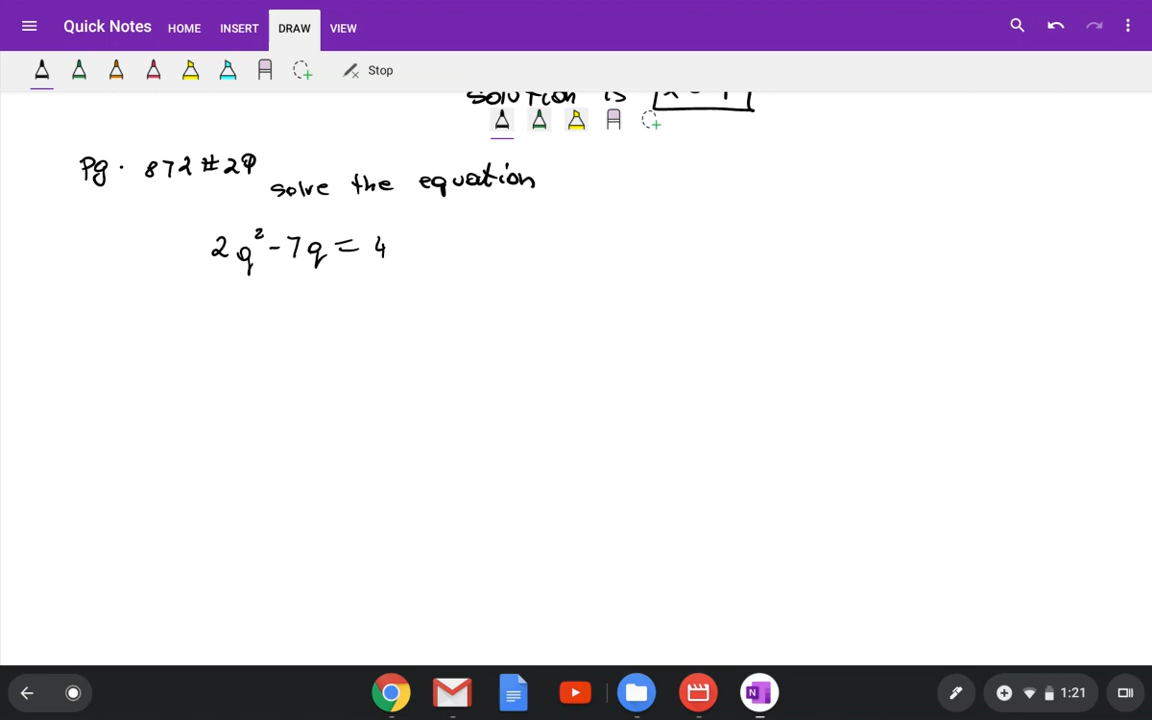 Quick Notes HOME INSERT DRAW VIEW
Stop
solution is
Pg. 872 #29
solve the equation
2q² - 7q = 4
1:21